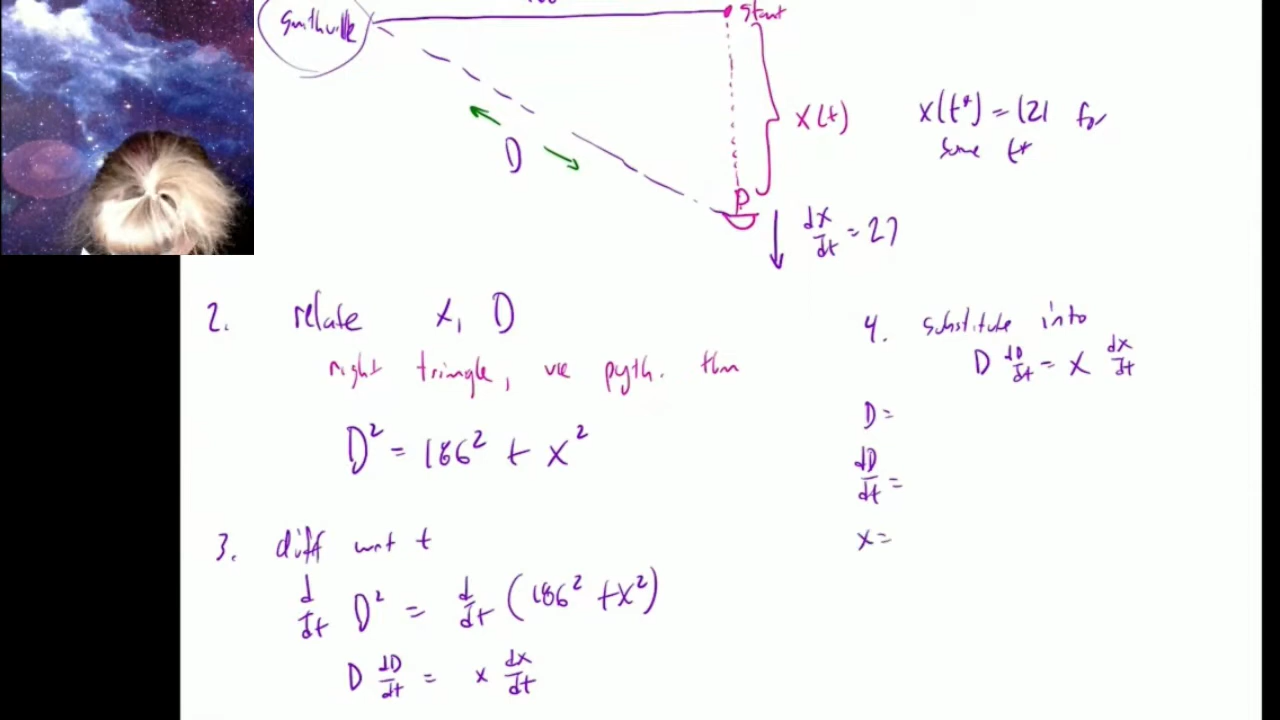 Smithville
Start
D
x(t)
x(t*) = 121 for
some t*
P
dx/dt = 27
2. relate x, D
right triangle, use pyth. thm
D² = 186² + x²
3. diff wrt t
d/dt D² = d/dt (186² + x²)
D dD/dt = x dx/dt
4. substitute into
D dD/dt = x dx/dt
D =
dD/dt =
x =